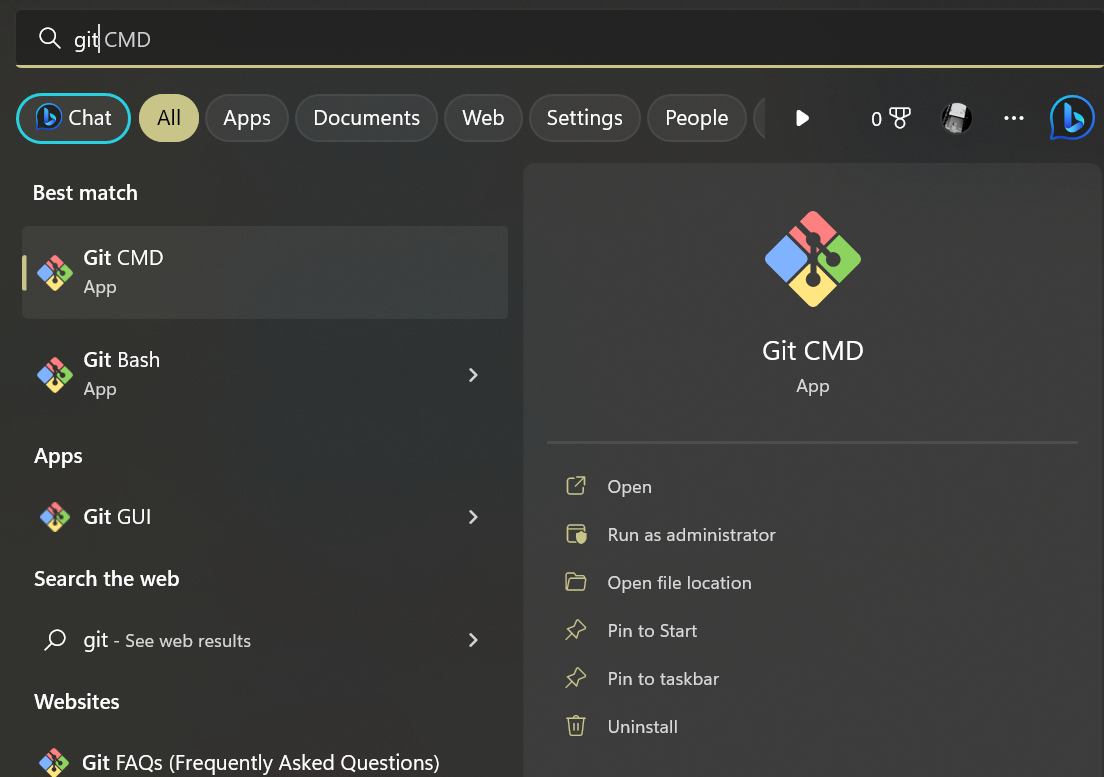 git CMD
Chat All Apps Documents Web Settings People 0 ...
Best match
Git CMD
App
Git Bash
App
Apps
Git GUI
Search the web
git - See web results
Websites
Git FAQs (Frequently Asked Questions)
Git CMD
App
Open
Run as administrator
Open file location
Pin to Start
Pin to taskbar
Uninstall